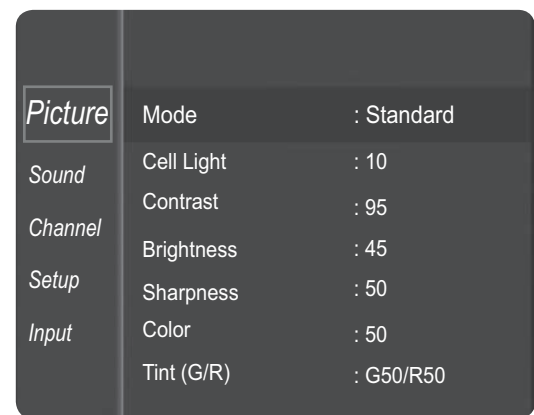 Picture
Sound
Channel
Setup
Input
Mode : Standard
Cell Light : 10
Contrast : 95
Brightness : 45
Sharpness : 50
Color : 50
Tint (G/R) : G50/R50